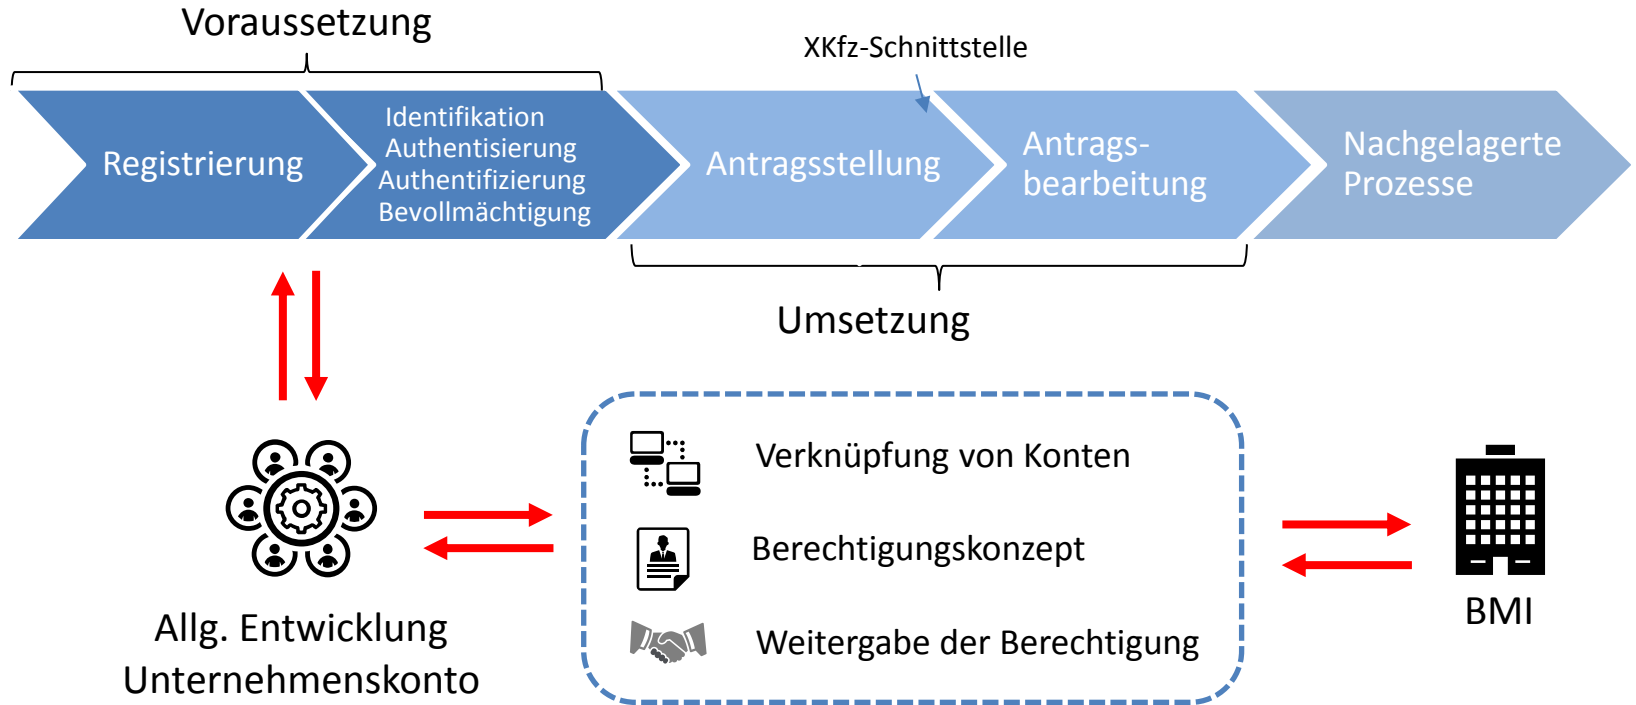 Voraussetzung
XKfz-Schnittstelle
Registrierung
Identifikation
Authentisierung
Authentifizierung
Bevollmächtigung
Antragsstellung
Antrags-
bearbeitung
Nachgelagerte
Prozesse
Umsetzung
Verknüpfung von Konten
Berechtigungskonzept
Weitergabe der Berechtigung
Allg. Entwicklung
Unternehmenskonto
BMI